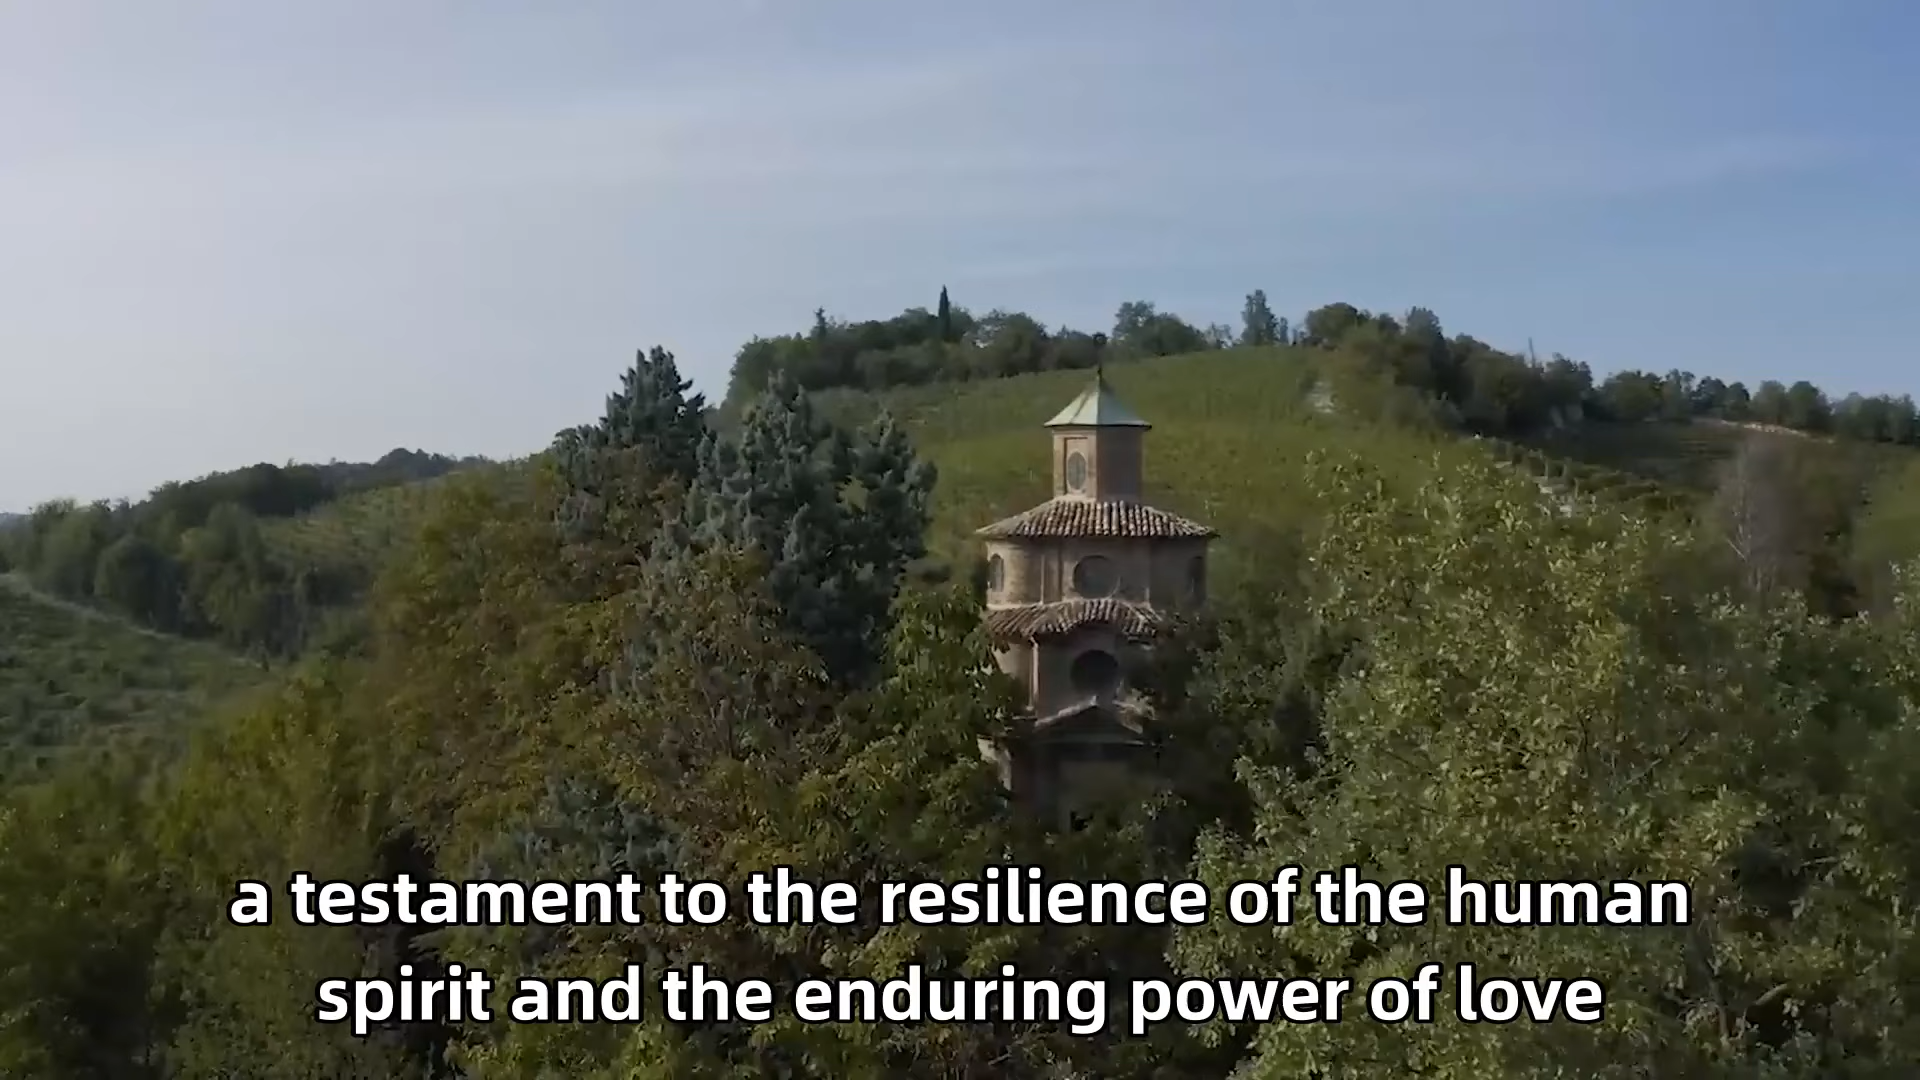 a testament to the resilience of the human
spirit and the enduring power of love